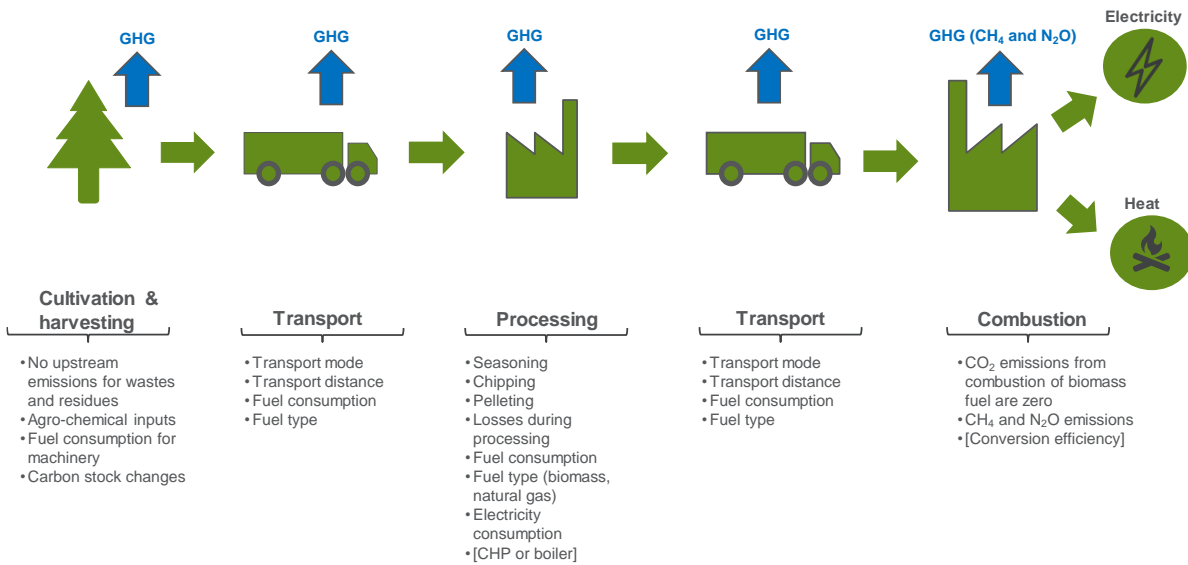 Electricity
GHG
GHG
GHG
GHG
GHG (CH₄ and N₂O)
Heat
Cultivation &
harvesting
• No upstream
emissions for wastes
and residues
• Agro-chemical inputs
• Fuel consumption for
machinery
• Carbon stock changes
Transport
• Transport mode
• Transport distance
• Fuel consumption
• Fuel type
Processing
• Seasoning
• Chipping
• Pelleting
• Losses during
processing
• Fuel consumption
• Fuel type (biomass,
natural gas)
• Electricity
consumption
• [CHP or boiler]
Transport
• Transport mode
• Transport distance
• Fuel consumption
• Fuel type
Combustion
• CO₂ emissions from
combustion of biomass
fuel are zero
• CH₄ and N₂O emissions
• [Conversion efficiency]